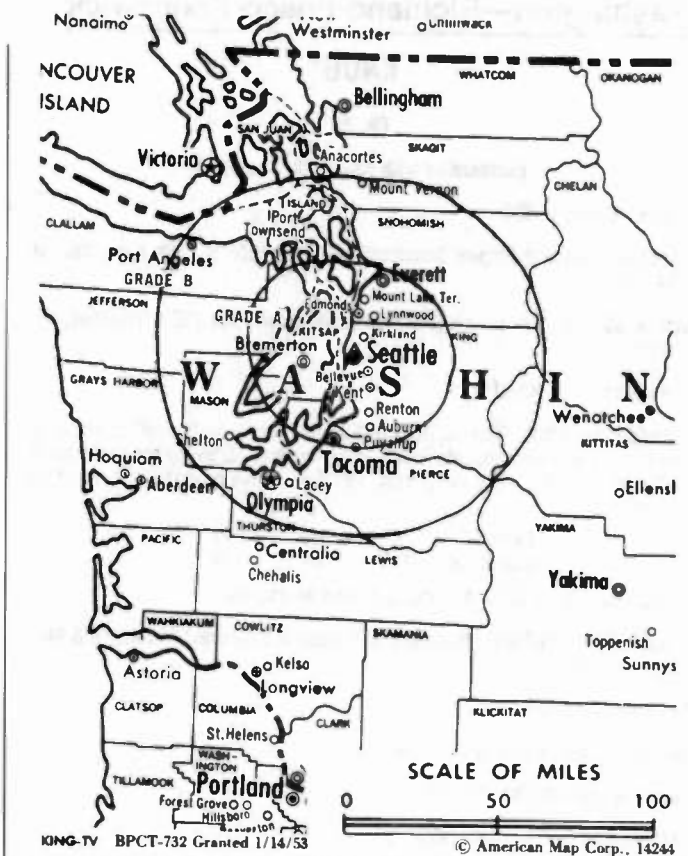 Nanaimo
Westminster
Chilliwack
NCOUVER
ISLAND
WHATCOM
OKANOGAN
Bellingham
SAN JUAN
SKAGIT
Victoria
Anacortes
Mount Vernon
CHELAN
ISLAND
CLALLAM
Port
Townsend
SNOHOMISH
Port Angeles
GRADE B
Everett
JEFFERSON
Mount Lake Ter.
GRADE A
Edmonds
Lynnwood
KITSAP
Kirkland
KING
Bremerton
Seattle
Bellevue
W A S H I N
GRAYS HARBOR
MASON
Kent
Renton
Wenatchee
Auburn
Shelton
Puyallup
KITTITAS
Tacoma
Hoquiam
PIERCE
Aberdeen
Lacey
Ellensl
Olympia
THURSTON
YAKIMA
PACIFIC
Centralia
LEWIS
Chehalis
Yakima
WAHKIAKUM
COWLITZ
SKAMANIA
Toppenish
Sunnys
Kelso
Astoria
Longview
CLATSOP
COLUMBIA
CLARK
KLICKITAT
St. Helens
WASH-
INGTON
TILLAMOOK
Portland
SCALE OF MILES
Forest Grove
Hillsboro
0 50 100
KING-TV BPCT-732 Granted 1/14/53
© American Map Corp., 14244